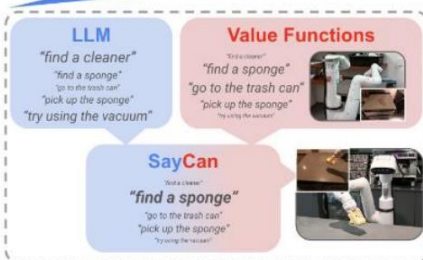 LLM
"find a cleaner"
"find a sponge"
"go to the trash can"
"pick up the sponge"
"try using the vacuum"
Value Functions
"find a cleaner"
"find a sponge"
"go to the trash can"
"pick up the sponge"
"try using the vacuum"
SayCan
"find a cleaner"
"find a sponge"
"go to the trash can"
"pick up the sponge"
"try using the vacuum"